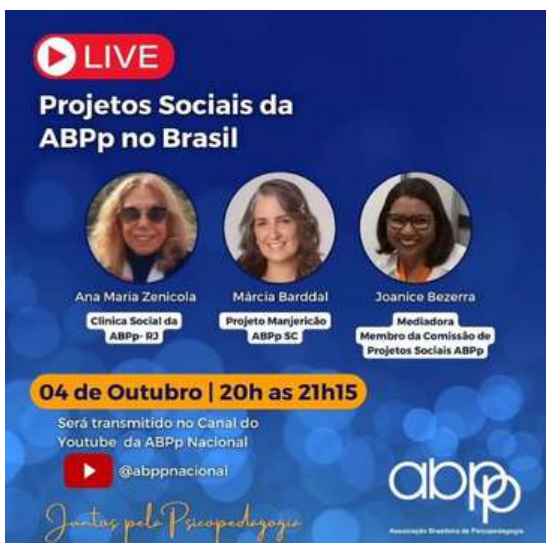 LIVE
Projetos Sociais da
ABPp no Brasil
Ana Maria Zenicola
Márcia Barddal
Joanice Bezerra
Clinica Social da
ABPp- RJ
Projeto Manjericão
ABPp SC
Mediadora
Membro da Comissão de
Projetos Sociais ABPp
04 de Outubro | 20h as 21h15
Será transmitido no Canal do
Youtube da ABPp Nacional
@abppnacional
Juntos pela Psicopedagogia
abpp
Associação Brasileira de Psicopedagogia